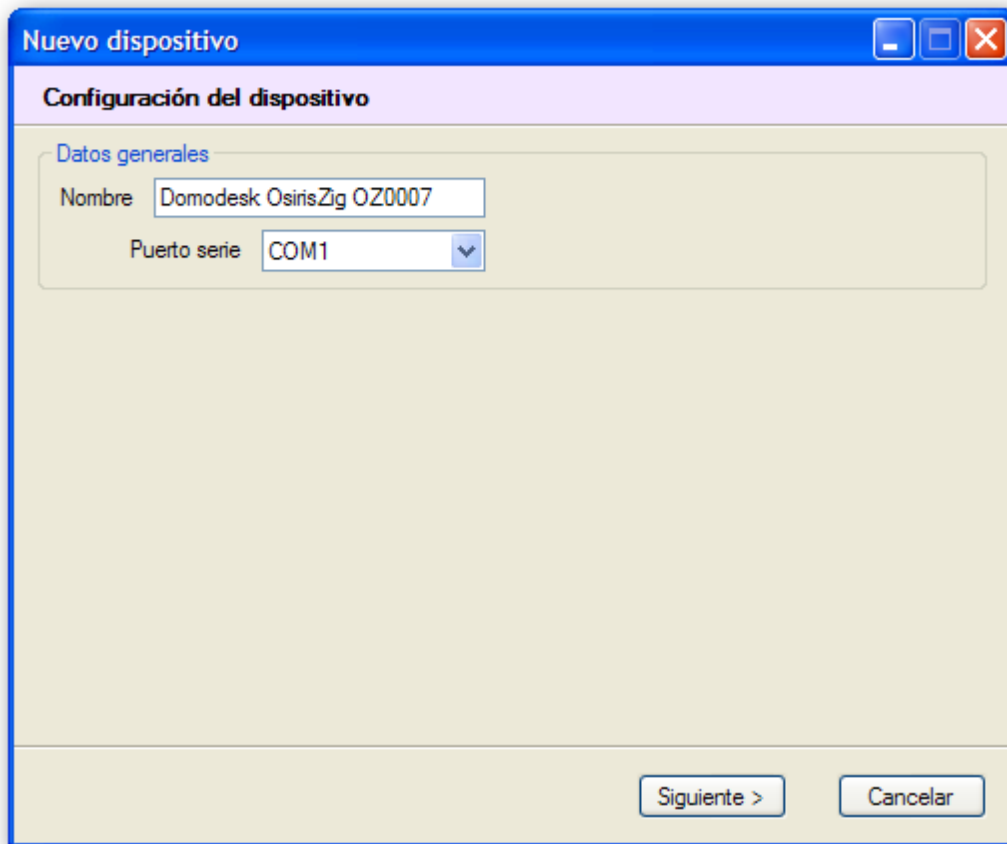 Nuevo dispositivo
Configuración del dispositivo
Datos generales
Nombre Domodesk OsirisZig OZ0007
Puerto serie COM1
Siguiente > Cancelar